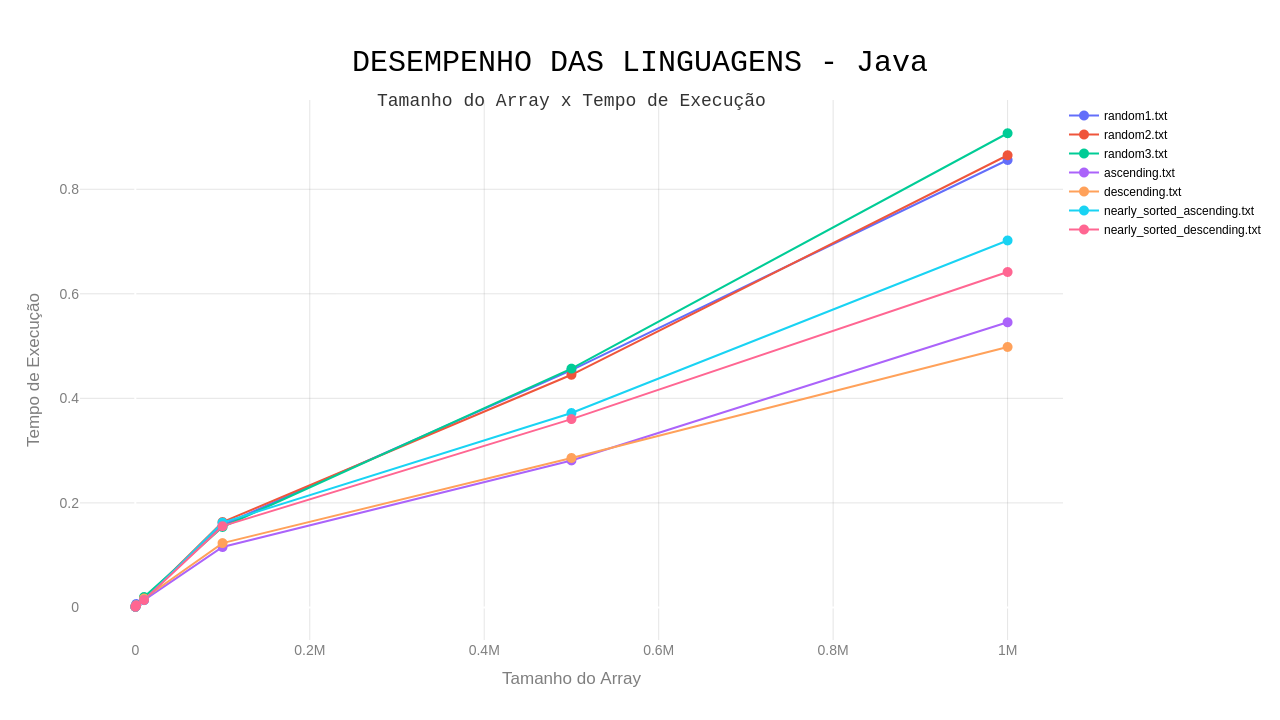 DESEMPENHO DAS LINGUAGENS - Java
Tamanho do Array x Tempo de Execução
random1.txt
random2.txt
random3.txt
ascending.txt
descending.txt
nearly_sorted_ascending.txt
nearly_sorted_descending.txt
Tempo de Execução
0.8
0.6
0.4
0.2
0
0 0.2M 0.4M 0.6M 0.8M 1M
Tamanho do Array